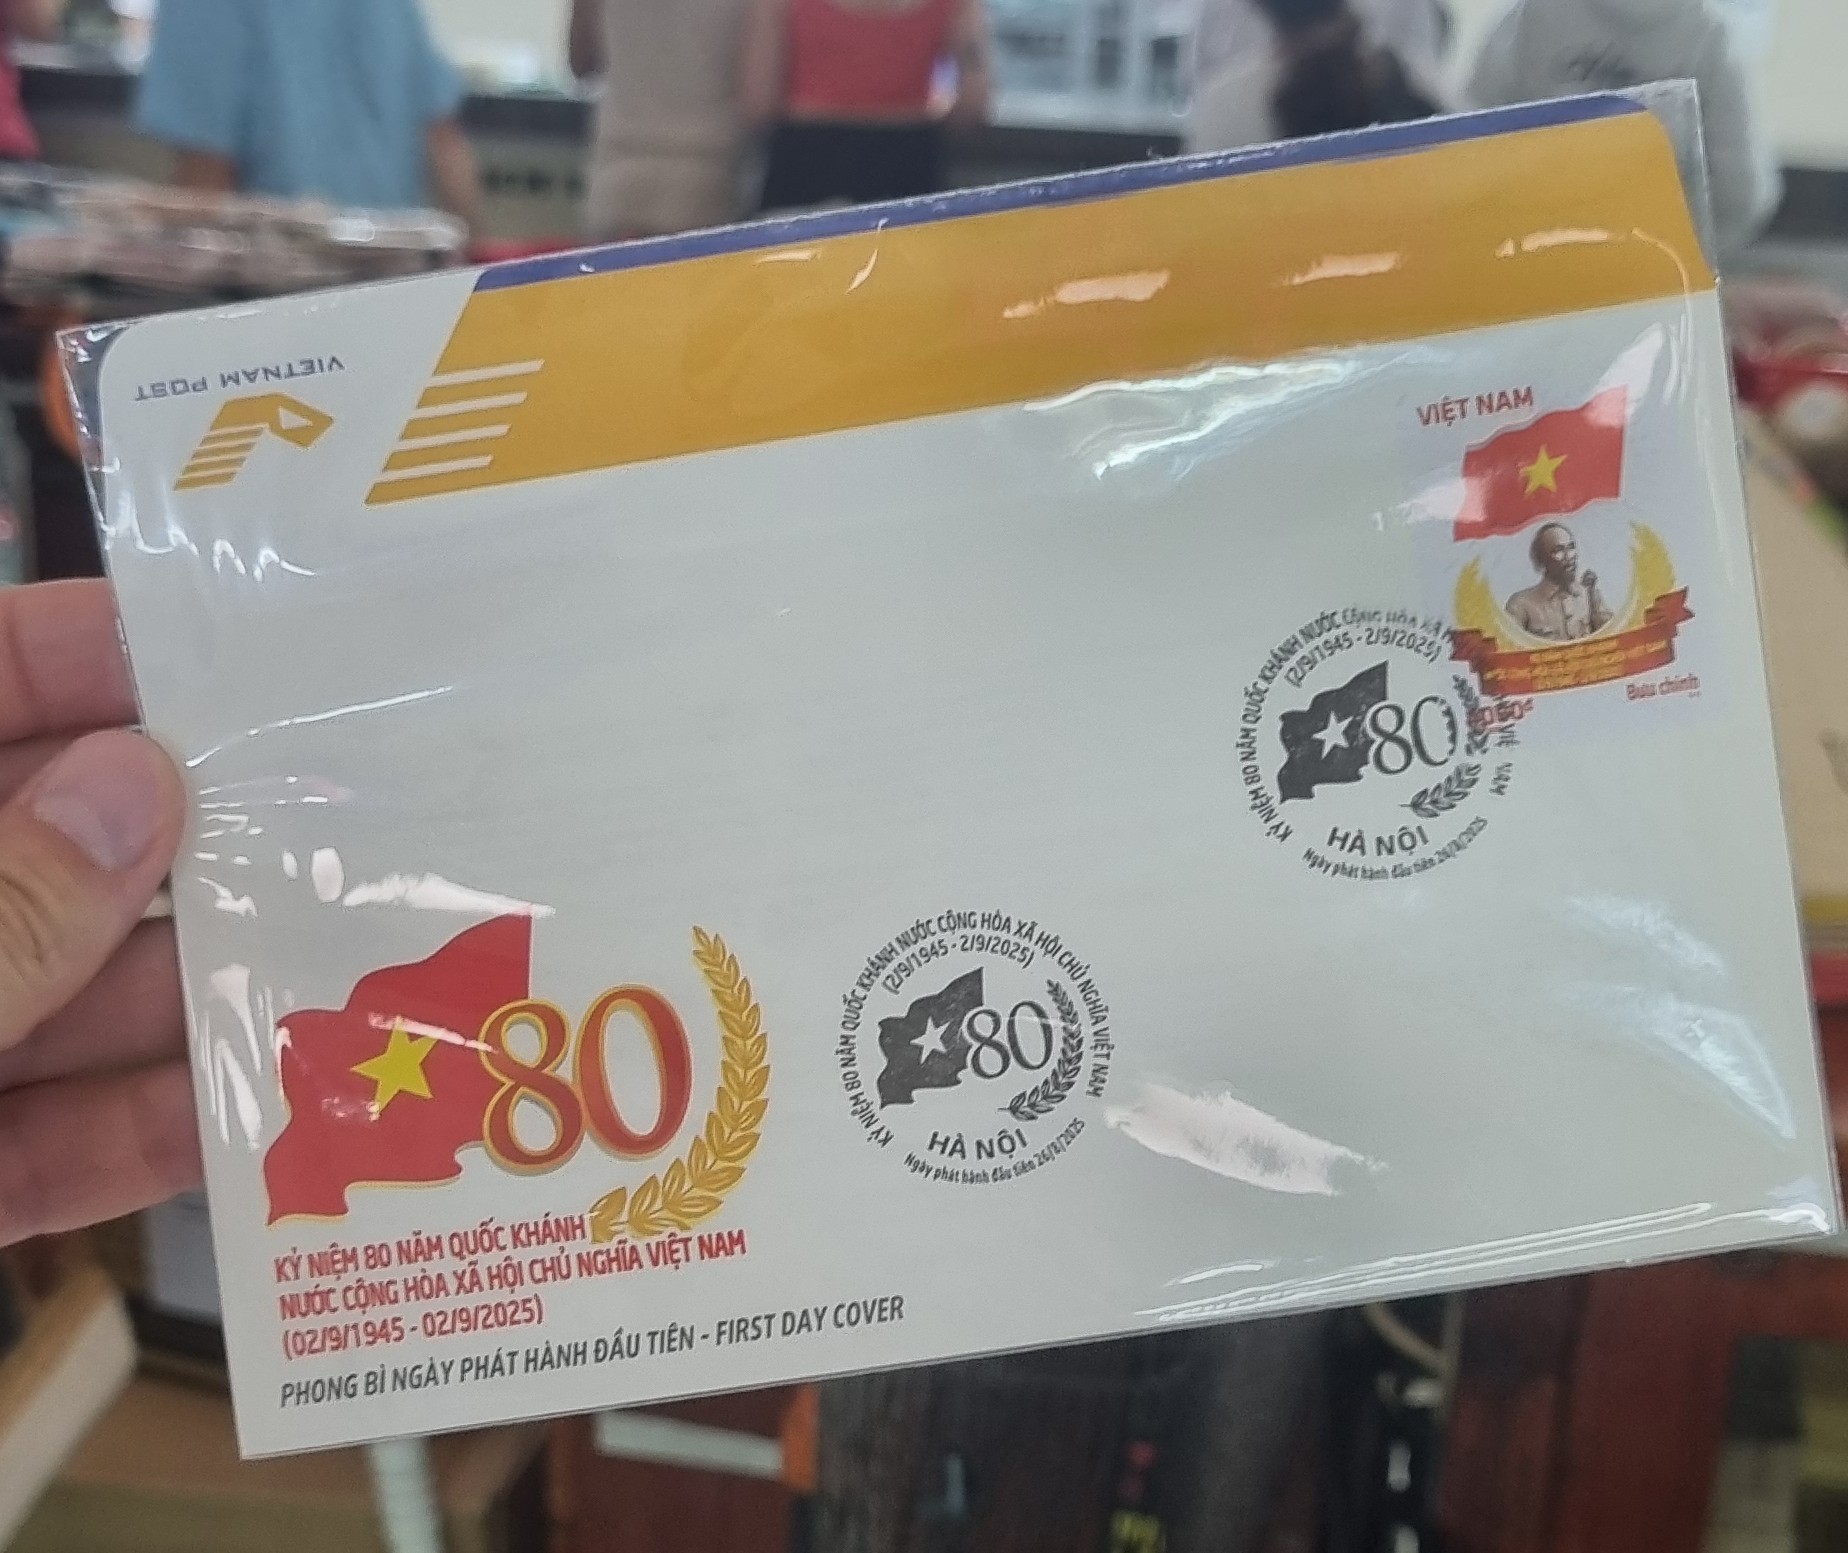 VIETNAM POST
VIỆT NAM
Bưu chính
KỶ NIỆM 80 NĂM QUỐC KHÁNH NƯỚC CỘNG HÒA XÃ
(2/9/1945 - 2/9/2025)
80
HÀ NỘI
Ngày phát hành đầu tiên 26/8/2025
KỶ NIỆM 80 NĂM QUỐC KHÁNH NƯỚC CỘNG HÒA XÃ HỘI CHỦ NGHĨA VIỆT NAM
(2/9/1945 - 2/9/2025)
80
HÀ NỘI
Ngày phát hành đầu tiên 26/8/2025
80
KỶ NIỆM 80 NĂM QUỐC KHÁNH
NƯỚC CỘNG HÒA XÃ HỘI CHỦ NGHĨA VIỆT NAM
(02/9/1945 - 02/9/2025)
PHONG BÌ NGÀY PHÁT HÀNH ĐẦU TIÊN - FIRST DAY COVER